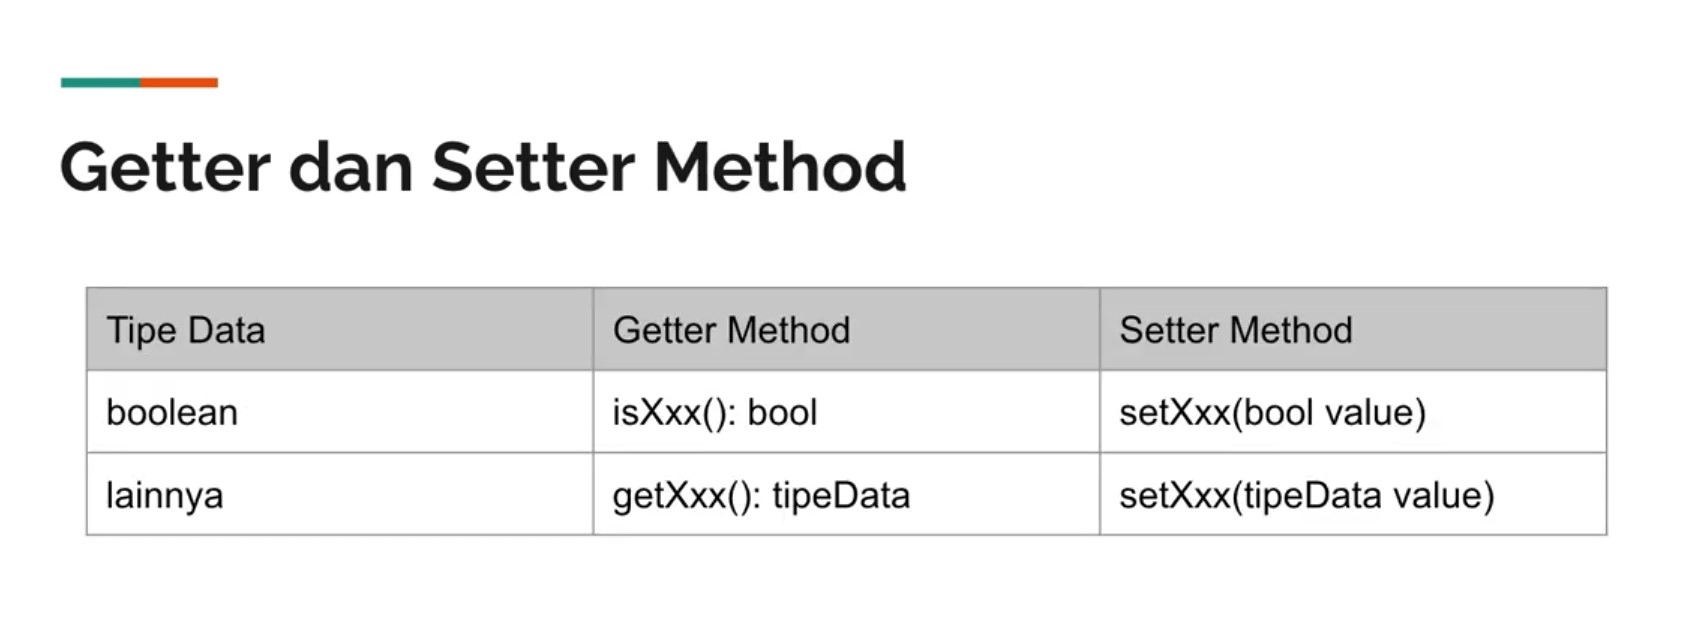 Getter dan Setter Method
Tipe Data Getter Method Setter Method
boolean isXxx(): bool setXxx(bool value)
lainnya getXxx(): tipeData setXxx(tipeData value)